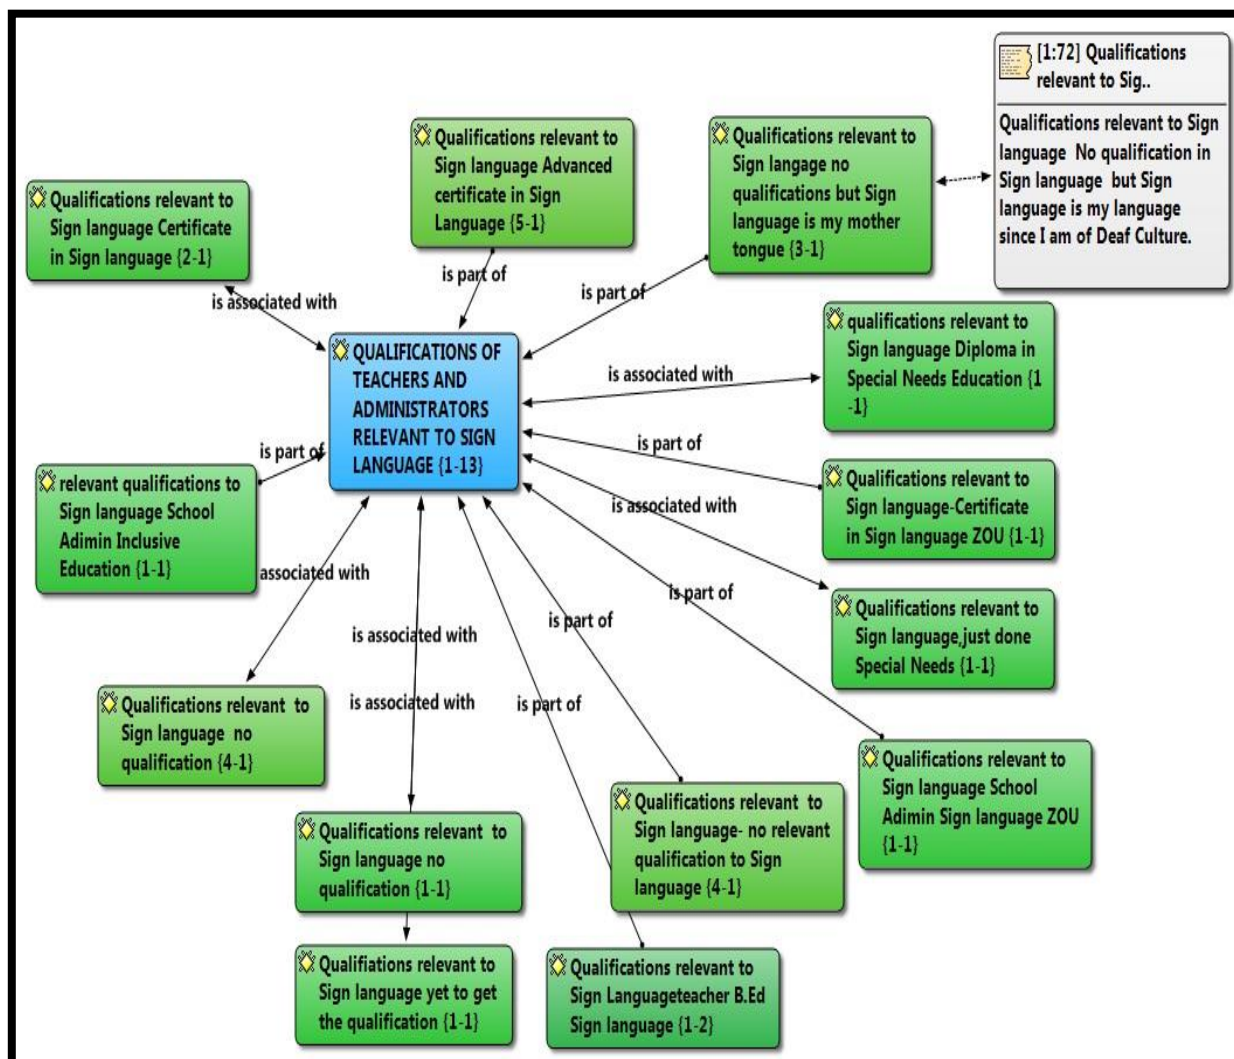 [1:72] Qualifications
relevant to Sig..
Qualifications relevant to Sign
language No qualification in
Sign language but Sign
language is my language
since I am of Deaf Culture.
Qualifications relevant to
Sign language Advanced
certificate in Sign
Language {5-1}
Qualifications relevant to
Sign langage no
qualifications but Sign
language is my mother
tongue {3-1}
Qualifications relevant to
Sign language Certificate
in Sign language {2-1}
is part of
is part of
is associated with
QUALIFICATIONS OF
TEACHERS AND
ADMINISTRATORS
RELEVANT TO SIGN
LANGUAGE {1-13}
qualifications relevant to
Sign language Diploma in
Special Needs Education {1
-1}
is associated with
is part of
is part of
relevant qualifications to
Sign language School
Adimin Inclusive
Education {1-1}
Qualifications relevant to
Sign language-Certificate
in Sign language ZOU {1-1}
is associated with
associated with
is part of
Qualifications relevant to
Sign language,just done
Special Needs {1-1}
is associated with
is part of
is associated with
is part of
Qualifications relevant to
Sign language no
qualification {4-1}
Qualifications relevant to
Sign language School
Adimin Sign language ZOU
{1-1}
Qualifications relevant to
Sign language- no relevant
qualification to Sign
language {4-1}
Qualifications relevant to
Sign language no
qualification {1-1}
Qualifiations relevant to
Sign language yet to get
the qualification {1-1}
Qualifications relevant to
Sign Languageteacher B.Ed
Sign language {1-2}